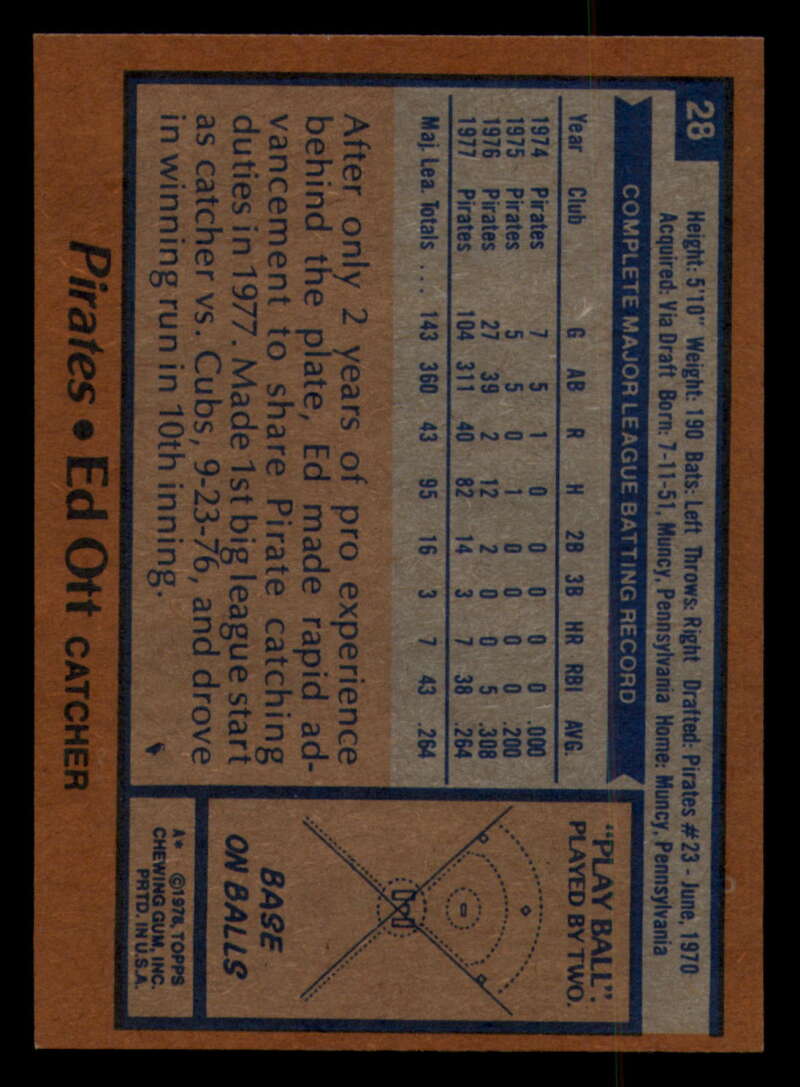 28
Height: 5'10" Weight: 190 Bats: Left Throws: Right Drafted: Pirates #23 - June, 1970
Acquired: Via Draft Born: 7-11-51, Muncy, Pennsylvania Home: Muncy, Pennsylvania
COMPLETE MAJOR LEAGUE BATTING RECORD
Year Club G AB R H 2B 3B HR RBI AVG.
1974 Pirates 7 5 1 0 0 0 0 0 .000
1975 Pirates 5 5 0 1 0 0 0 0 .200
1976 Pirates 27 39 2 12 2 0 0 5 .308
1977 Pirates 104 311 40 82 14 3 7 38 .264
Maj. Lea. Totals ... 143 360 43 95 16 3 7 43 .264
After only 2 years of pro experience
behind the plate, Ed made rapid ad-
vancement to share Pirate catching
duties in 1977. Made 1st big league start
as catcher vs. Cubs, 9-23-76, and drove
in winning run in 10th inning.
"PLAY BALL":
PLAYED BY TWO.
BASE
ON BALLS
A* ©1978, TOPPS
CHEWING GUM, INC.
PRTD. IN U.S.A.
Pirates • Ed Ott CATCHER